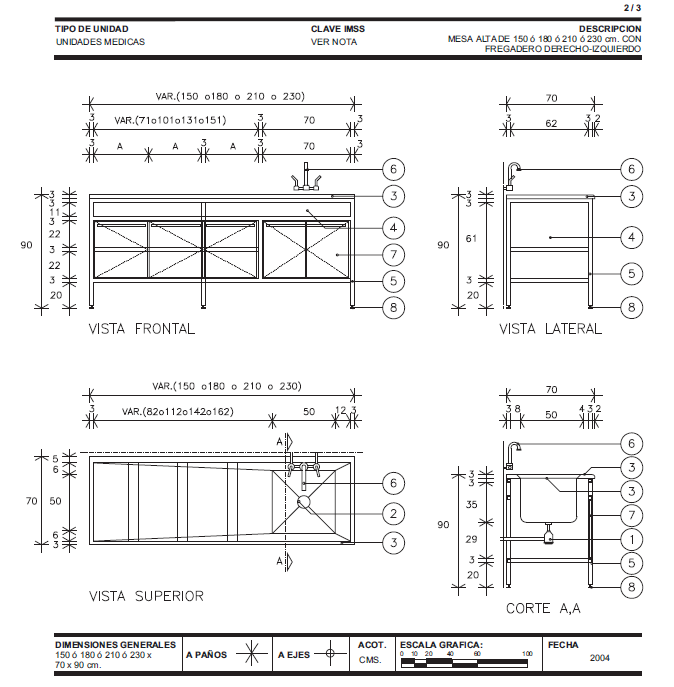 2 / 3
TIPO DE UNIDAD
UNIDADES MEDICAS
CLAVE IMSS
VER NOTA
DESCRIPCION
MESA ALTA DE 150 ó 180 ó 210 ó 230 cm. CON
FREGADERO DERECHO-IZQUIERDO
VAR.(150 o180 o 210 o 230)
3 VAR.(71o101o131o151) 3 70 3
3 A A 3 A 3 70 3
6
3
4
7
5
8
90
3
3
11
3
22
3
22
3
20
VISTA FRONTAL
70
3 62 3 2
6
3
4
5
8
90
3
3
61
3
20
VISTA LATERAL
VAR.(150 o180 o 210 o 230)
3 VAR.(82o112o142o162) 50 12 3
A
6
2
3
70
5
6
50
6
3
A
VISTA SUPERIOR
70
3 8 50 4 3 2
6
3
3
7
1
5
8
90
3
3
35
29
3
20
CORTE A,A
DIMENSIONES GENERALES
150 ó 180 ó 210 ó 230 x
70 x 90 cm.
A PAÑOS
A EJES
ACOT.
CMS.
ESCALA GRAFICA:
0 10 20 40 60 100
FECHA
2004